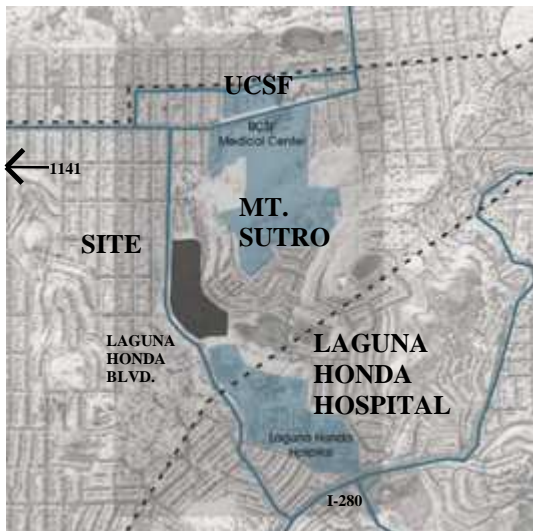 UCSF
UCSF
Medical Center
1141
MT.
SUTRO
SITE
LAGUNA
HONDA
BLVD.
LAGUNA
HONDA
HOSPITAL
Laguna Honda
Hospital
I-280